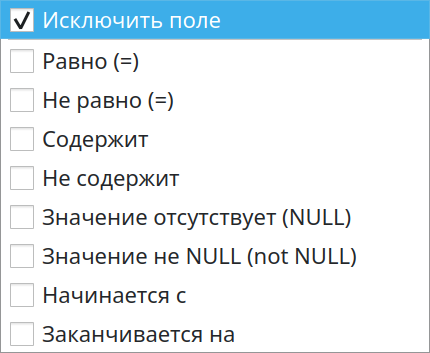 Исключить поле
Равно (=)
Не равно (=)
Содержит
Не содержит
Значение отсутствует (NULL)
Значение не NULL (not NULL)
Начинается с
Заканчивается на